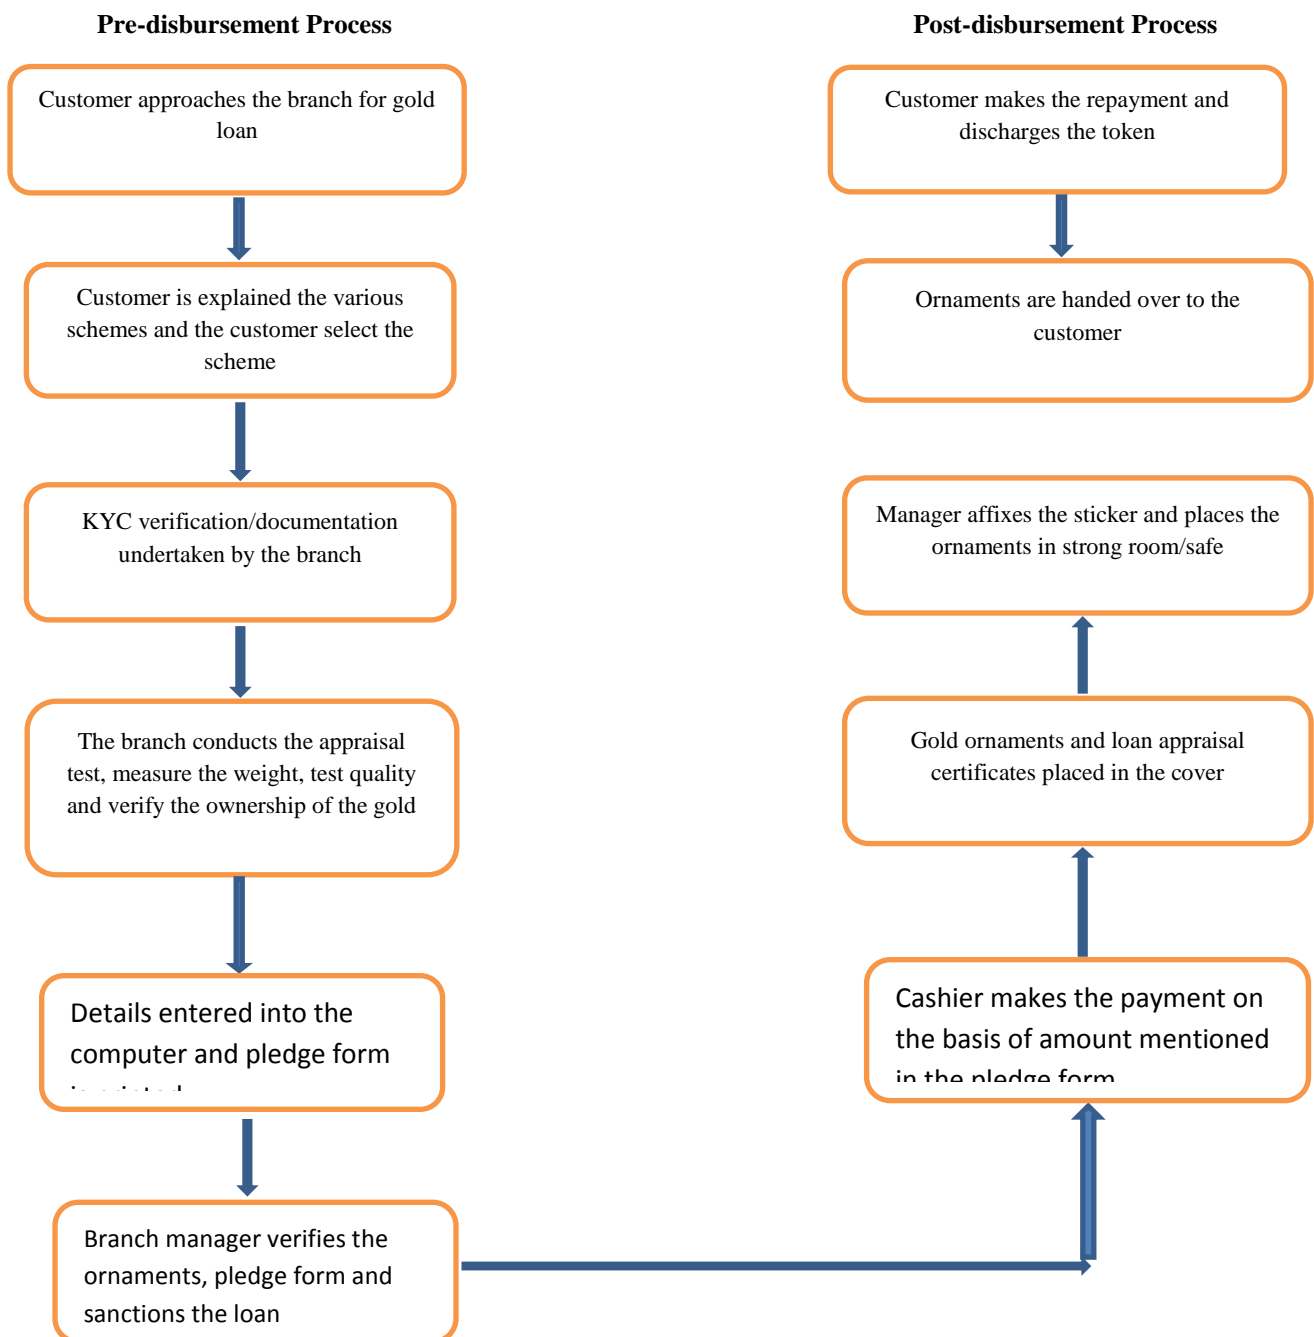 Pre-disbursement Process
Customer approaches the branch for gold
loan
Customer is explained the various
schemes and the customer select the
scheme
KYC verification/documentation
undertaken by the branch
The branch conducts the appraisal
test, measure the weight, test quality
and verify the ownership of the gold
Details entered into the
computer and pledge form
is printed
Branch manager verifies the
ornaments, pledge form and
sanctions the loan
Post-disbursement Process
Customer makes the repayment and
discharges the token
Ornaments are handed over to the
customer
Manager affixes the sticker and places the
ornaments in strong room/safe
Gold ornaments and loan appraisal
certificates placed in the cover
Cashier makes the payment on
the basis of amount mentioned
in the pledge form